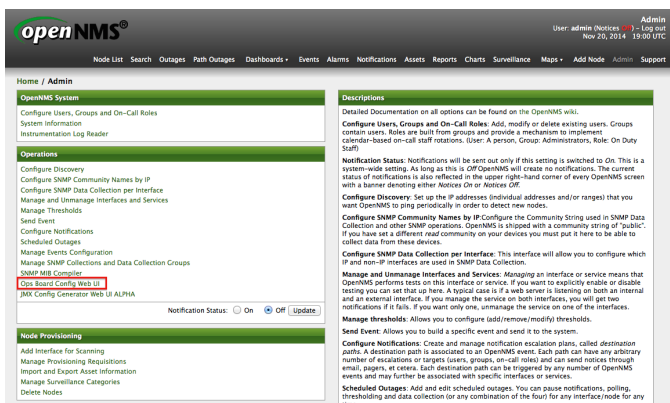 openNMS®
Admin
User: admin (Notices Off) - Log out
Nov 20, 2014 19:00 UTC
Node List Search Outages Path Outages Dashboards Events Alarms Notifications Assets Reports Charts Surveillance Maps Add Node Admin Support
Home / Admin
OpenNMS System
Configure Users, Groups and On-Call Roles
System Information
Instrumentation Log Reader
Operations
Configure Discovery
Configure SNMP Community Names by IP
Configure SNMP Data Collection per Interface
Manage and Unmanage Interfaces and Services
Manage Thresholds
Send Event
Configure Notifications
Scheduled Outages
Manage Events Configuration
Manage SNMP Collections and Data Collection Groups
SNMP MIB Compiler
Ops Board Config Web UI
JMX Config Generator Web UI ALPHA
Notification Status: On Off Update
Node Provisioning
Add Interface for Scanning
Manage Provisioning Requisitions
Import and Export Asset Information
Manage Surveillance Categories
Delete Nodes
Descriptions
Detailed Documentation on all options can be found on the OpenNMS wiki.
Configure Users, Groups and On-Call Roles: Add, modify or delete existing users. Groups
contain users. Roles are built from groups and provide a mechanism to implement
calendar-based on-call staff rotations. (User: A person, Group: Administrators, Role: On Duty
Staff)
Notification Status: Notifications will be sent out only if this setting is switched to On. This is a
system-wide setting. As long as this is Off OpenNMS will create no notifications. The current
status of notifications is also reflected in the upper right-hand corner of every OpenNMS screen
with a banner denoting either Notices On or Notices Off.
Configure Discovery: Set up the IP addresses (individual addresses and/or ranges) that you
want OpenNMS to ping periodically in order to detect new nodes.
Configure SNMP Community Names by IP:Configure the Community String used in SNMP Data
Collection and other SNMP operations. OpenNMS is shipped with a community string of "public".
If you have set a different read community on your devices you must put it here to be able to
collect data from these devices.
Configure SNMP Data Collection per Interface: This interface will allow you to configure which
IP and non-IP interfaces are used in SNMP Data Collection.
Manage and Unmanage Interfaces and Services: Managing an interface or service means that
OpenNMS performs tests on this interface or service. If you want to explicitly enable or disable
testing you can set that up here. A typical case is if a web server is listening on both an internal
and an external interface. If you manage the service on both interfaces, you will get two
notifications if it fails. If you want only one, unmanage the service on one of the interfaces.
Manage thresholds: Allows you to configure (add/remove/modify) thresholds.
Send Event: Allows you to build a specific event and send it to the system.
Configure Notifications: Create and manage notification escalation plans, called destination
paths. A destination path is associated to an OpenNMS event. Each path can have any arbitrary
number of escalations or targets (users, groups, on-call roles) and can send notices through
email, pagers, et cetera. Each destination path can be triggered by any number of OpenNMS
events and may further be associated with specific interfaces or services.
Scheduled Outages: Add and edit scheduled outages. You can pause notifications, polling,
thresholding and data collection (or any combination of the four) for any interface/node for any